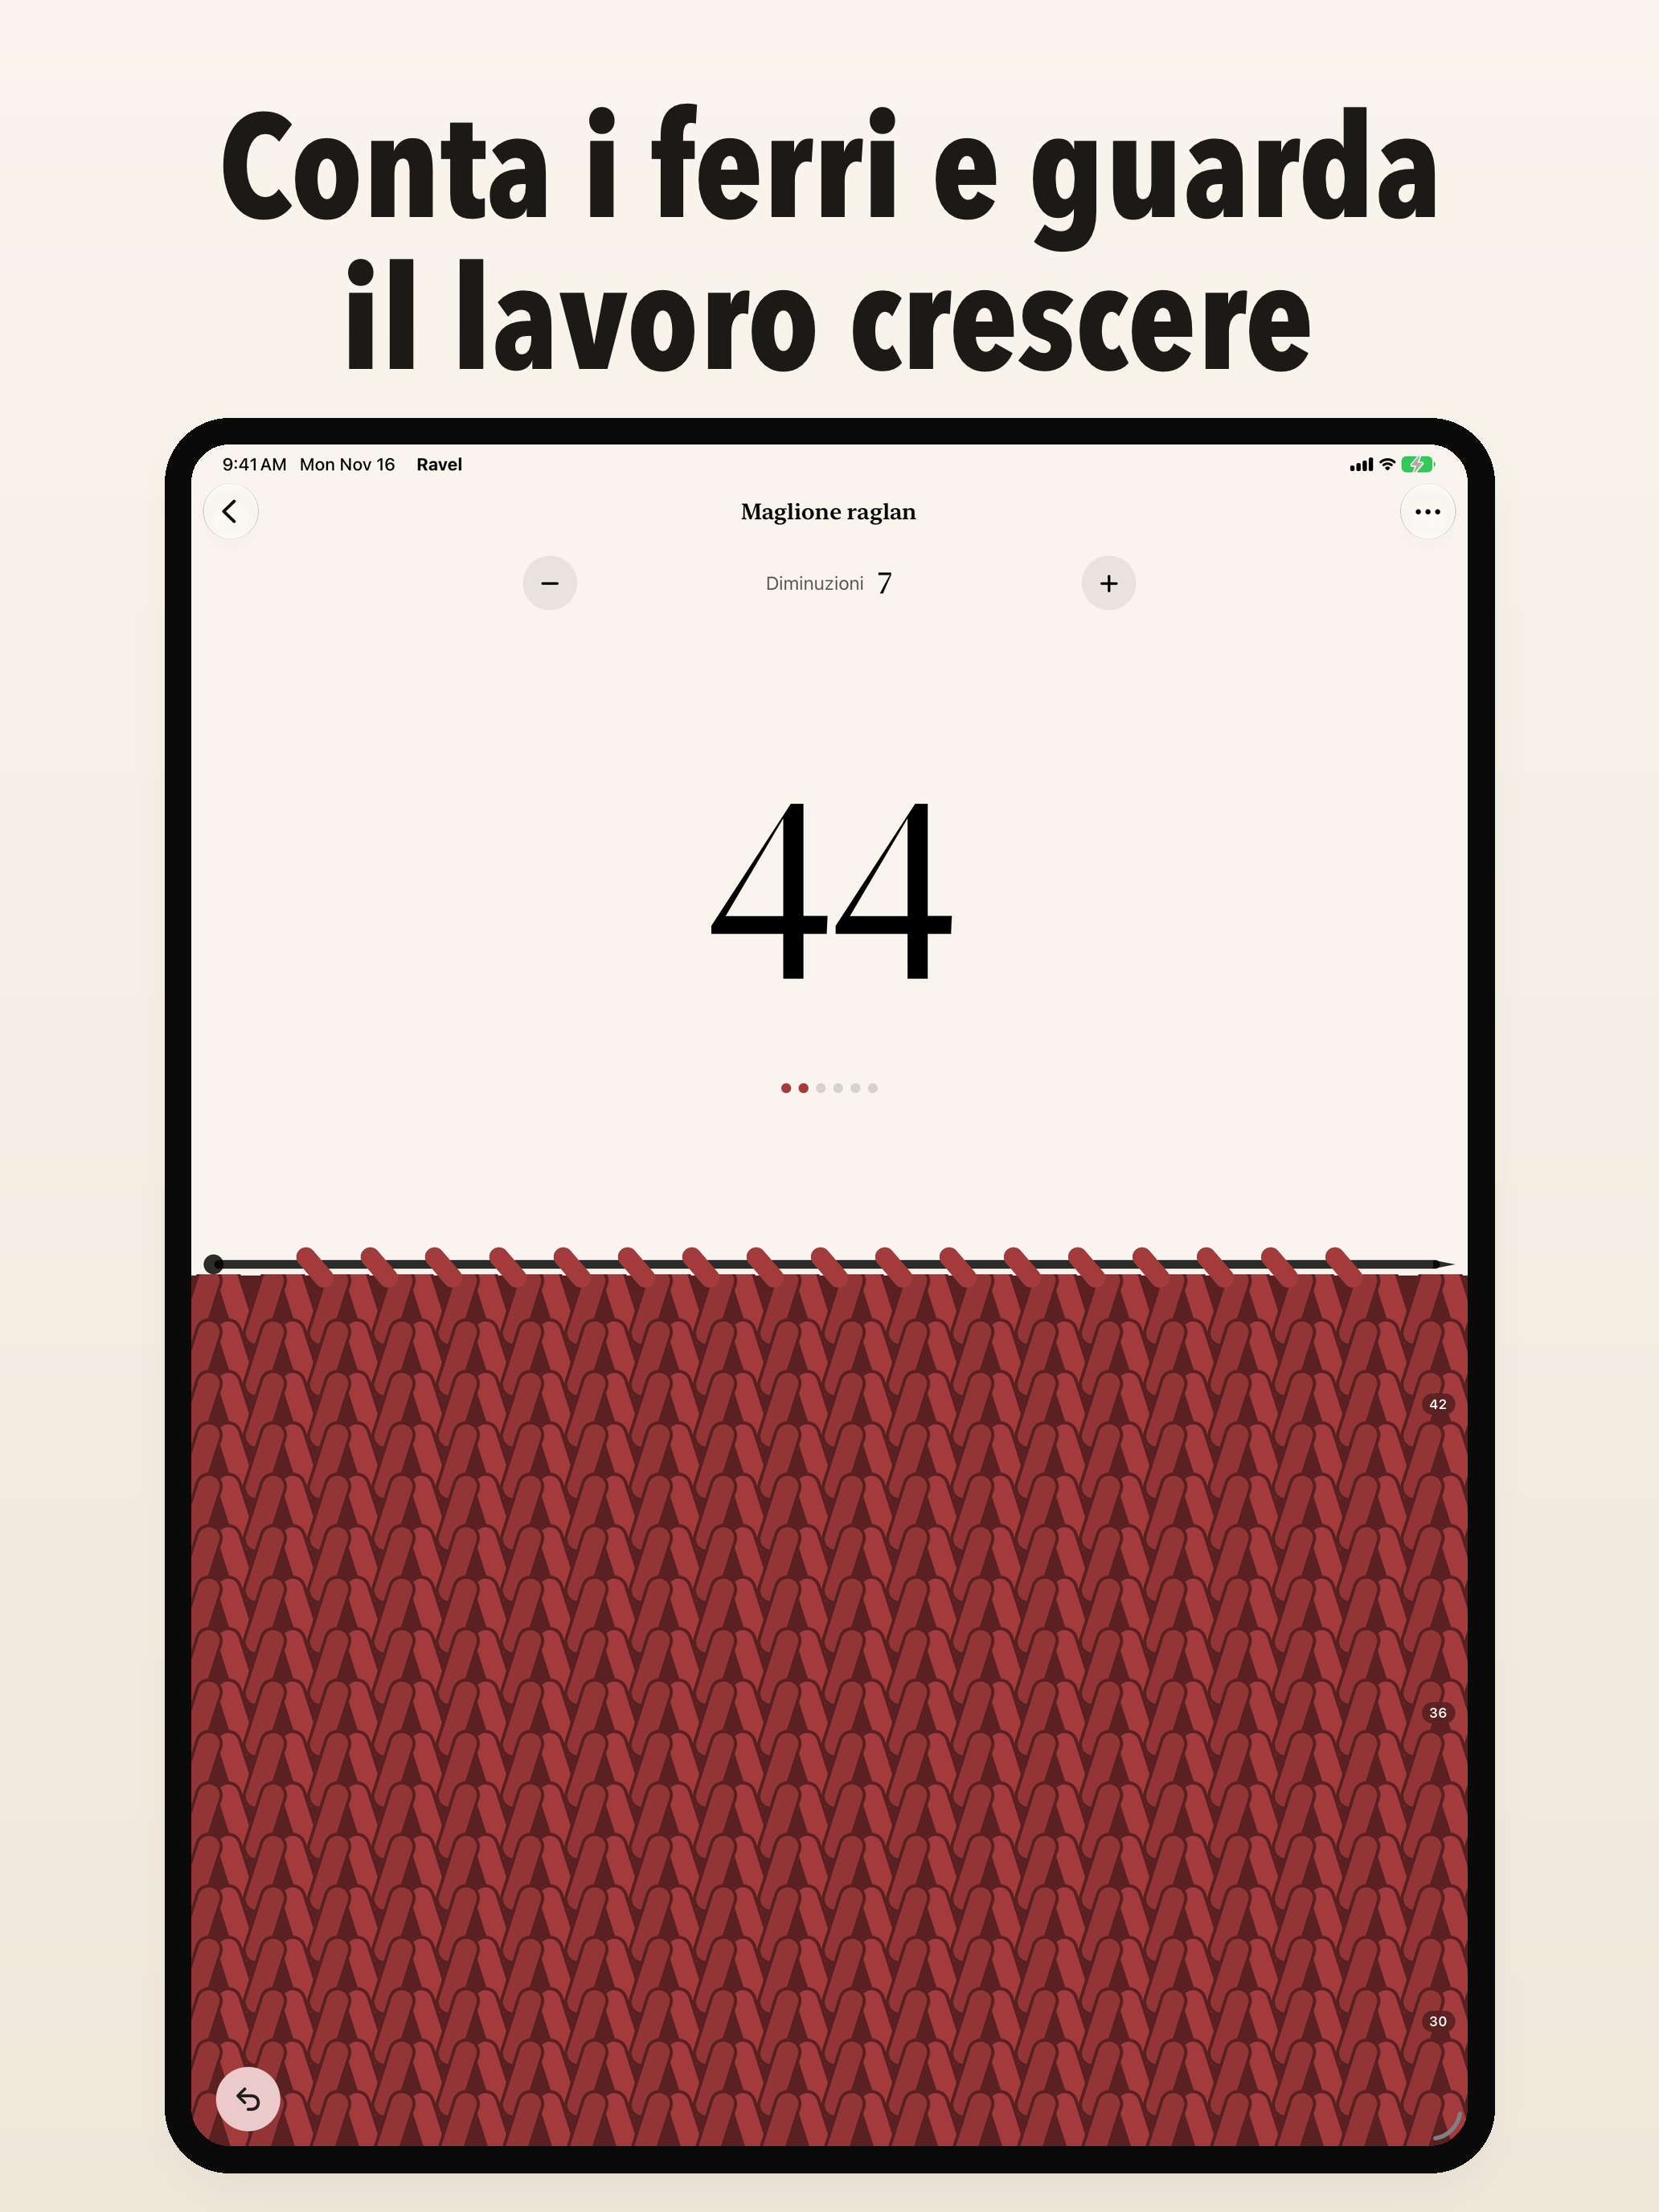 Conta i ferri e guarda
il lavoro crescere
9:41 AM Mon Nov 16 Ravel
Maglione raglan
Diminuzioni 7
44
42
36
30